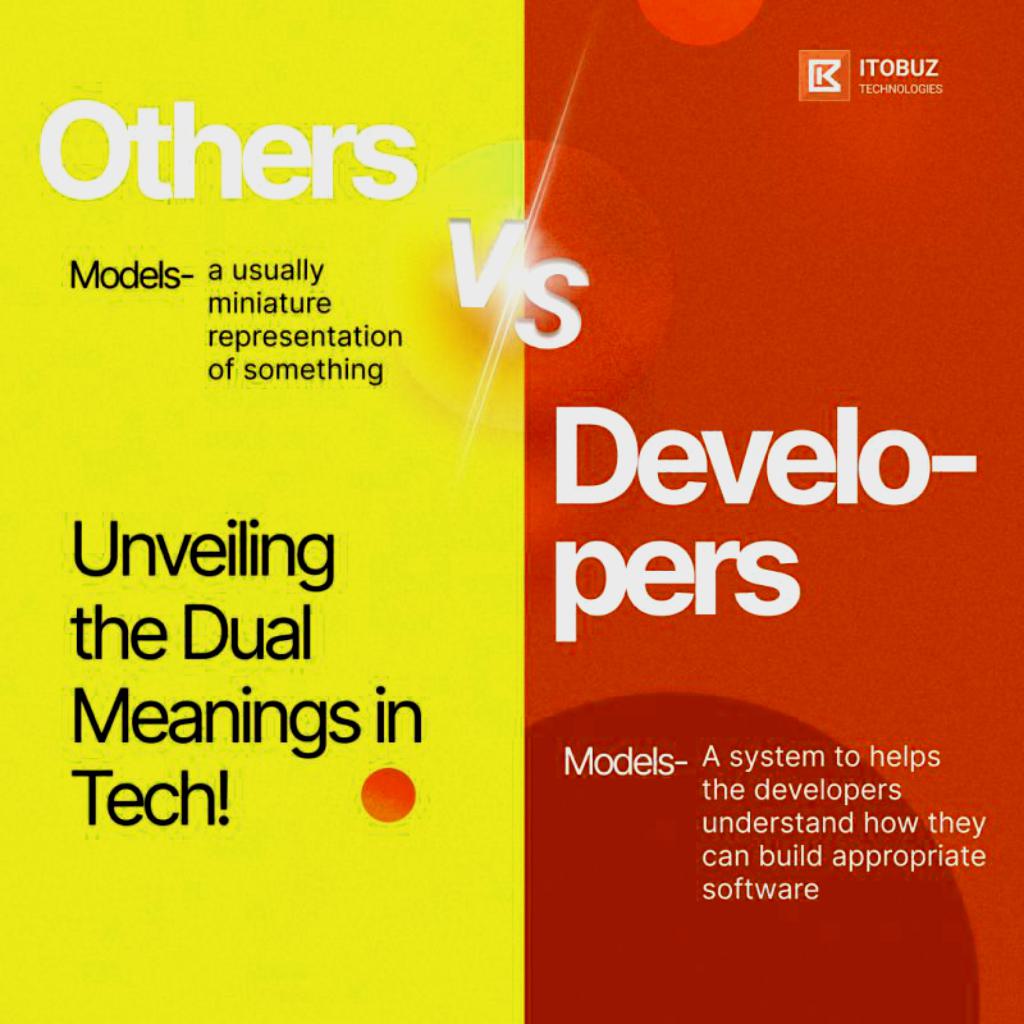 ITOBUZ
TECHNOLOGIES
Others
Models-
a usually
miniature
representation
of something
VS
Unveiling
the Dual
Meanings in
Tech!
Develo-
pers
Models-
A system to helps
the developers
understand how they
can build appropriate
software